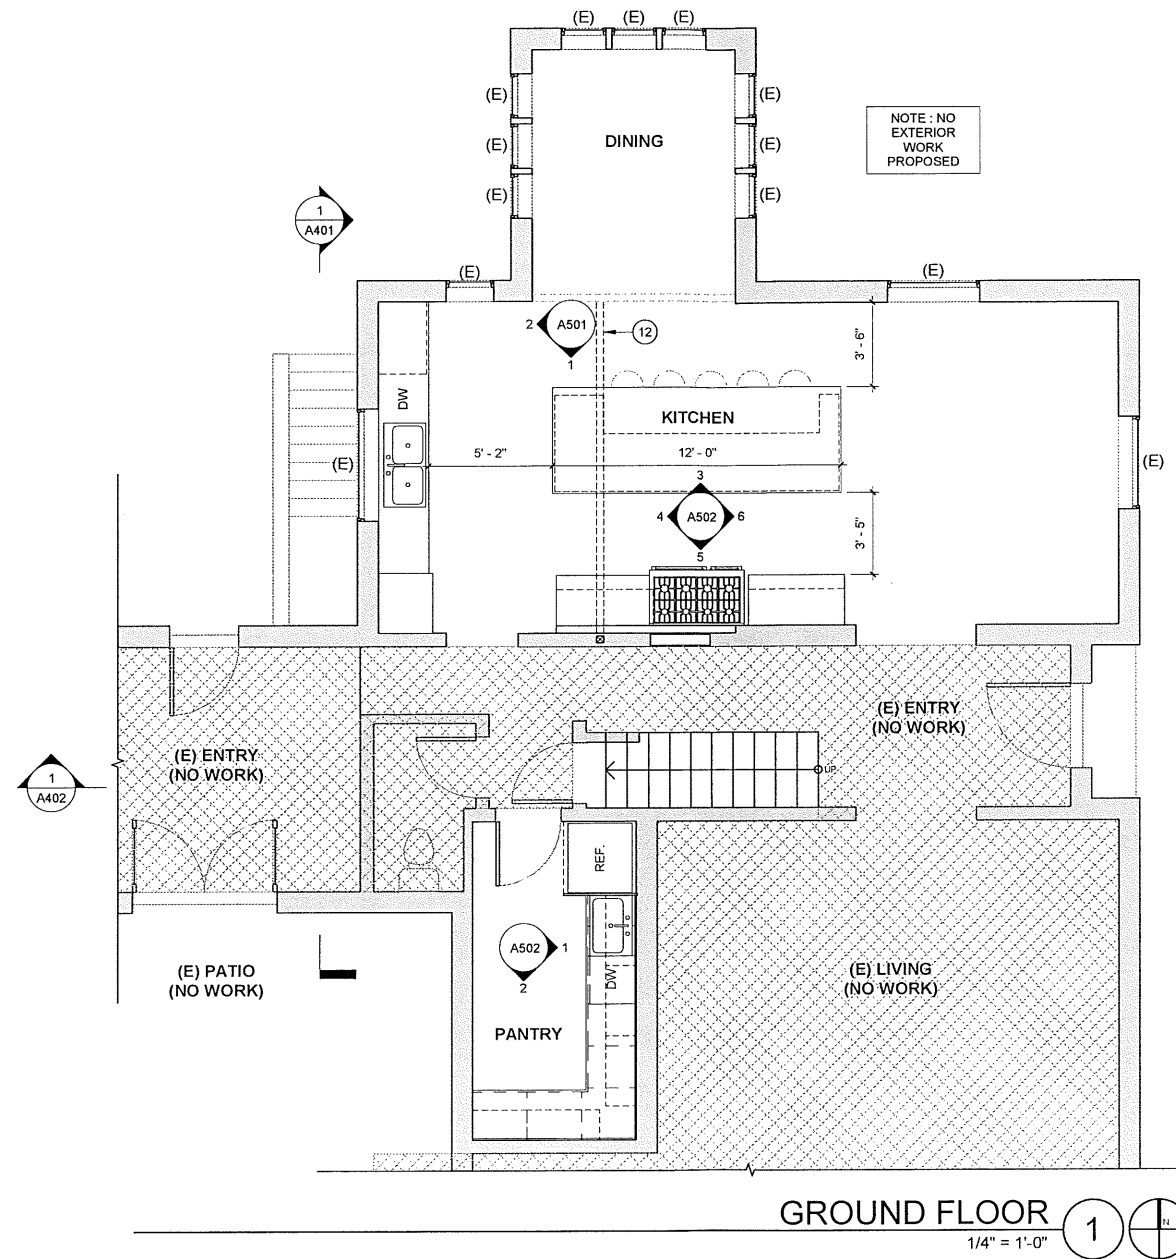 (E) (E) (E)
(E) (E)
(E) (E)
(E) (E)
DINING
NOTE : NO
EXTERIOR
WORK
PROPOSED
1
A401
(E)
(E)
2 A501
1
12
3' - 6"
DW
KITCHEN
(E)
5' - 2"
12' - 0"
(E)
3
4 A502 6
5
3' - 5"
(E) ENTRY
(NO WORK)
(E) ENTRY
(NO WORK)
1
A402
UP
REF.
A502 1
2
DW
PANTRY
(E) PATIO
(NO WORK)
(E) LIVING
(NO WORK)
GROUND FLOOR
1/4" = 1'-0"
1
N